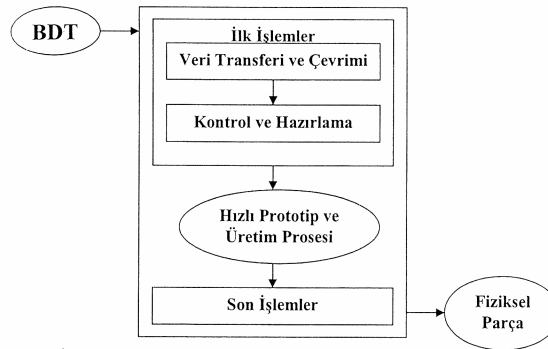 BDT
İlk İşlemler
Veri Transferi ve Çevrimi
Kontrol ve Hazırlama
Hızlı Prototip ve
Üretim Prosesi
Son İşlemler
Fiziksel
Parça